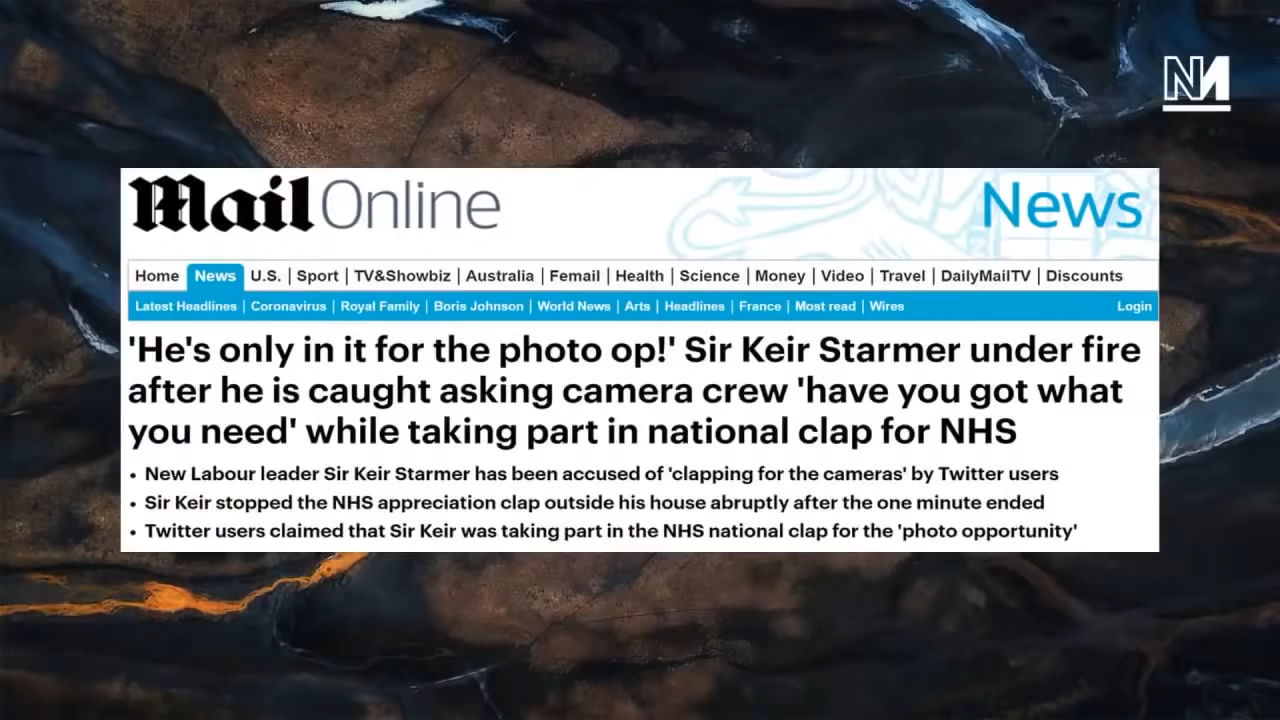 NM
Mail Online
News
Home News U.S. | Sport | TV&Showbiz | Australia | Femail | Health | Science | Money | Video | Travel | DailyMailTV | Discounts
Latest Headlines | Coronavirus | Royal Family | Boris Johnson | World News | Arts | Headlines | France | Most read | Wires Login
'He's only in it for the photo op!' Sir Keir Starmer under fire
after he is caught asking camera crew 'have you got what
you need' while taking part in national clap for NHS
• New Labour leader Sir Keir Starmer has been accused of 'clapping for the cameras' by Twitter users
• Sir Keir stopped the NHS appreciation clap outside his house abruptly after the one minute ended
• Twitter users claimed that Sir Keir was taking part in the NHS national clap for the 'photo opportunity'